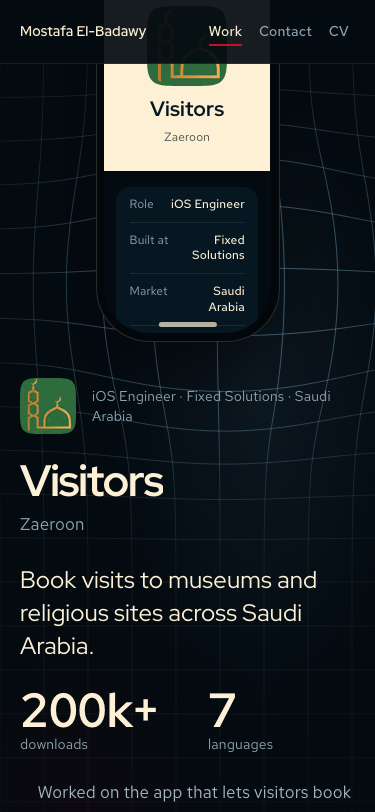 Mostafa El-Badawy
Work
Contact
CV
Visitors
Zaeroon
Role
iOS Engineer
Built at
Fixed
Solutions
Market
Saudi
Arabia
iOS Engineer · Fixed Solutions · Saudi
Arabia
Visitors
Zaeroon
Book visits to museums and
religious sites across Saudi
Arabia.
200k+
downloads
7
languages
Worked on the app that lets visitors book